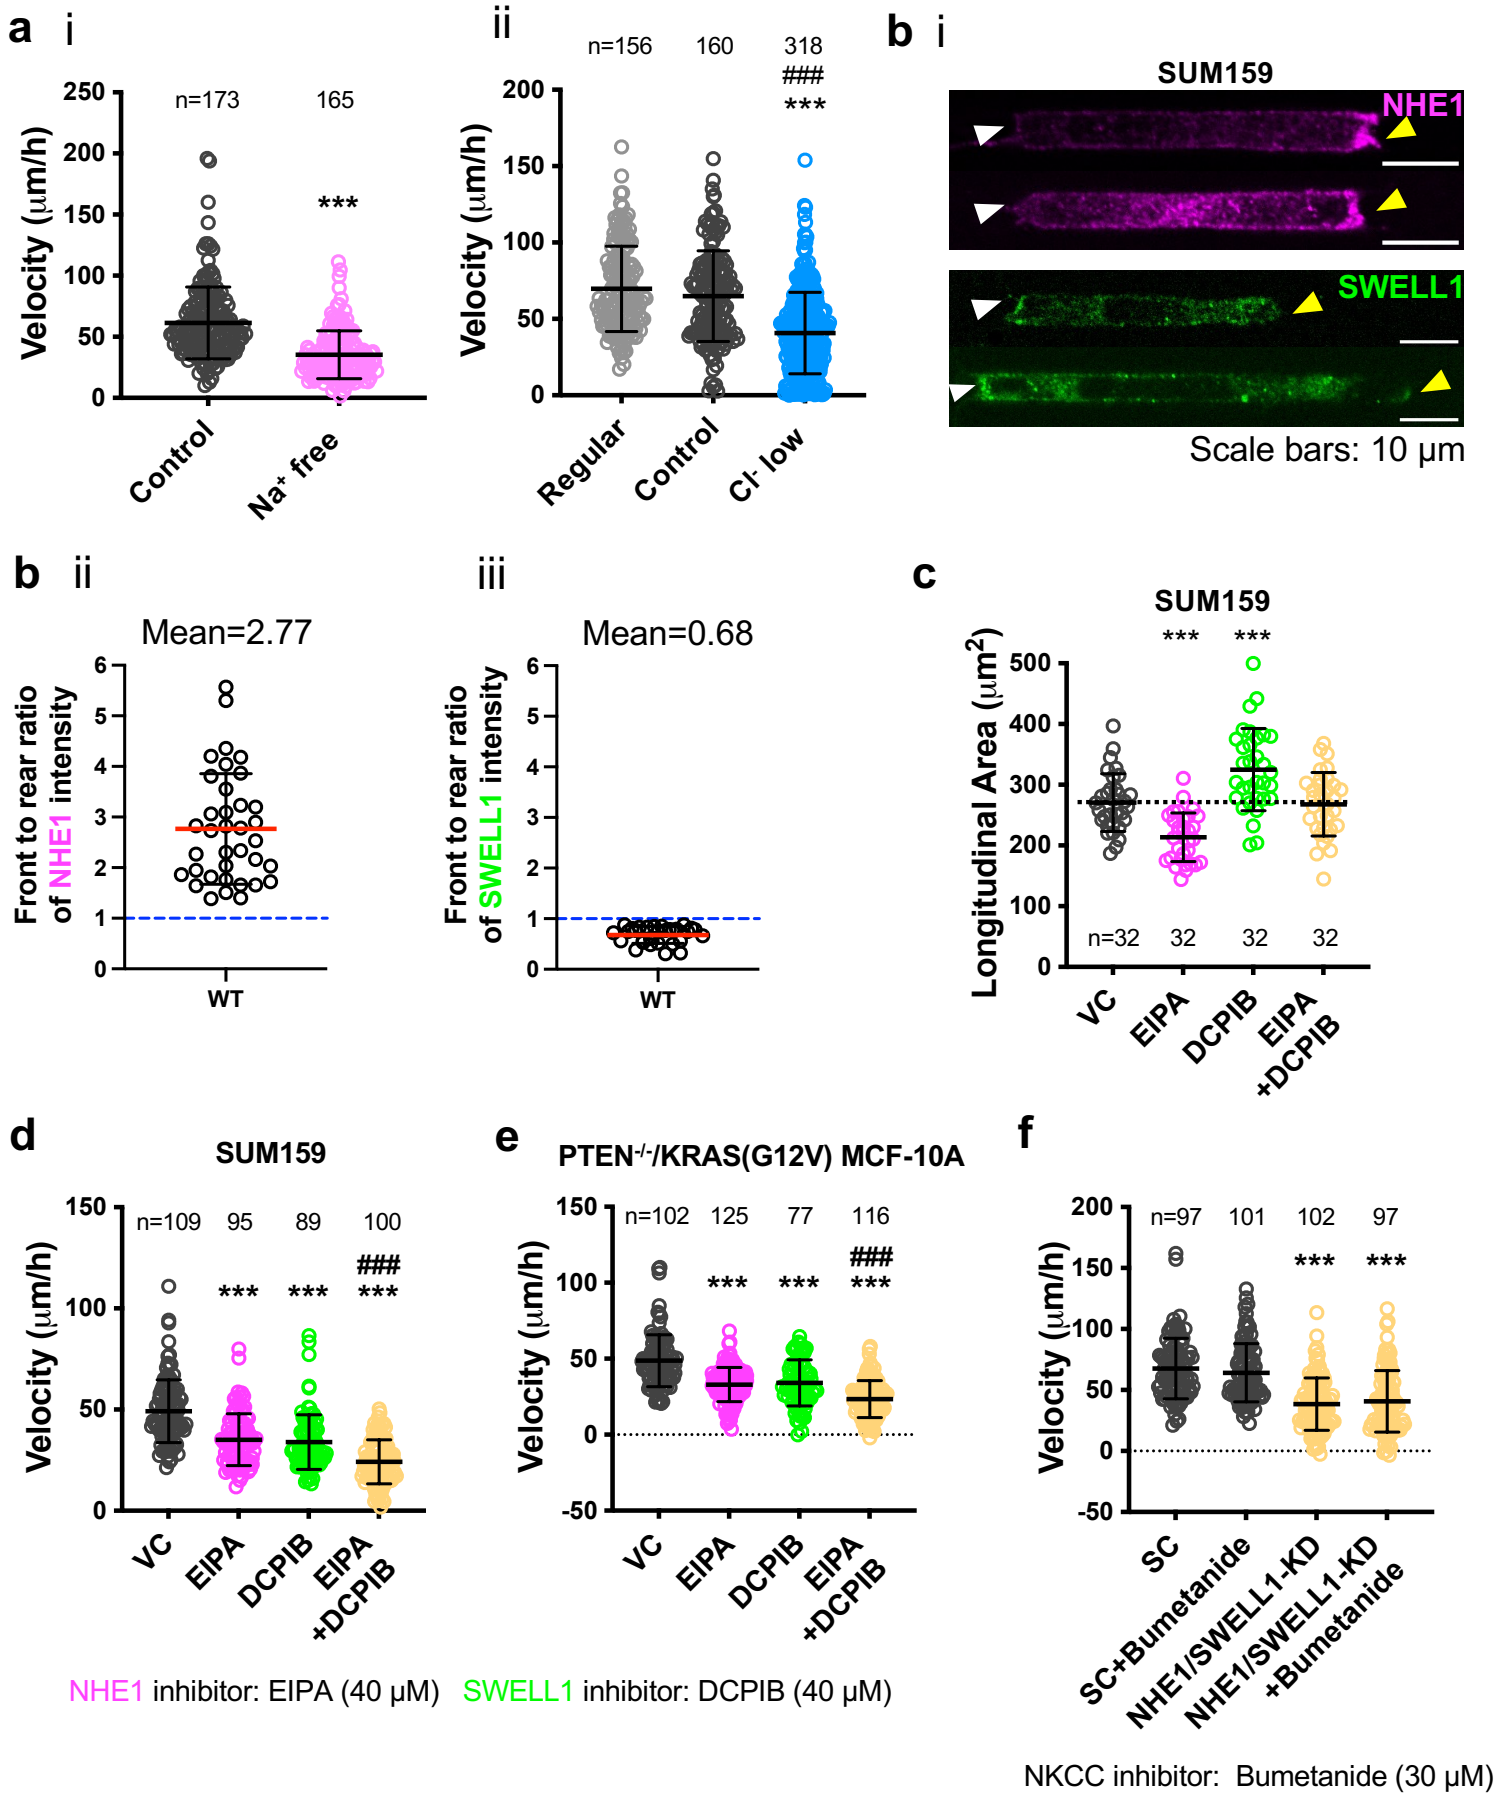 a i
Velocity (μm/h)
250
200
150
100
50
0
n=173 165
***
Control
Na⁺ free
ii
Velocity (μm/h)
200
150
100
50
0
n=156 160 318
###
***
Regular
Control
Cl⁻ low
b i
SUM159
NHE1
SWELL1
Scale bars: 10 μm
b ii
Mean=2.77
Front to rear ratio
of NHE1 intensity
6
5
4
3
2
1
0
WT
iii
Mean=0.68
Front to rear ratio
of SWELL1 intensity
6
5
4
3
2
1
0
WT
c
SUM159
Longitudinal Area (μm²)
*** ***
500
400
300
200
100
0
n=32 32 32 32
VC
EIPA
DCPIB
EIPA
+DCPIB
d
SUM159
Velocity (μm/h)
150
100
50
0
n=109 95 89 100
###
*** *** ***
VC
EIPA
DCPIB
EIPA
+DCPIB
e
PTEN⁻/⁻/KRAS(G12V) MCF-10A
Velocity (μm/h)
150
100
50
0
-50
n=102 125 77 116
###
*** *** ***
VC
EIPA
DCPIB
EIPA
+DCPIB
f
Velocity (μm/h)
200
150
100
50
0
-50
n=97 101 102 97
*** ***
SC
SC+Bumetanide
NHE1/SWELL1-KD
NHE1/SWELL1-KD
+Bumetanide
NHE1 inhibitor: EIPA (40 μM) SWELL1 inhibitor: DCPIB (40 μM)
NKCC inhibitor: Bumetanide (30 μM)